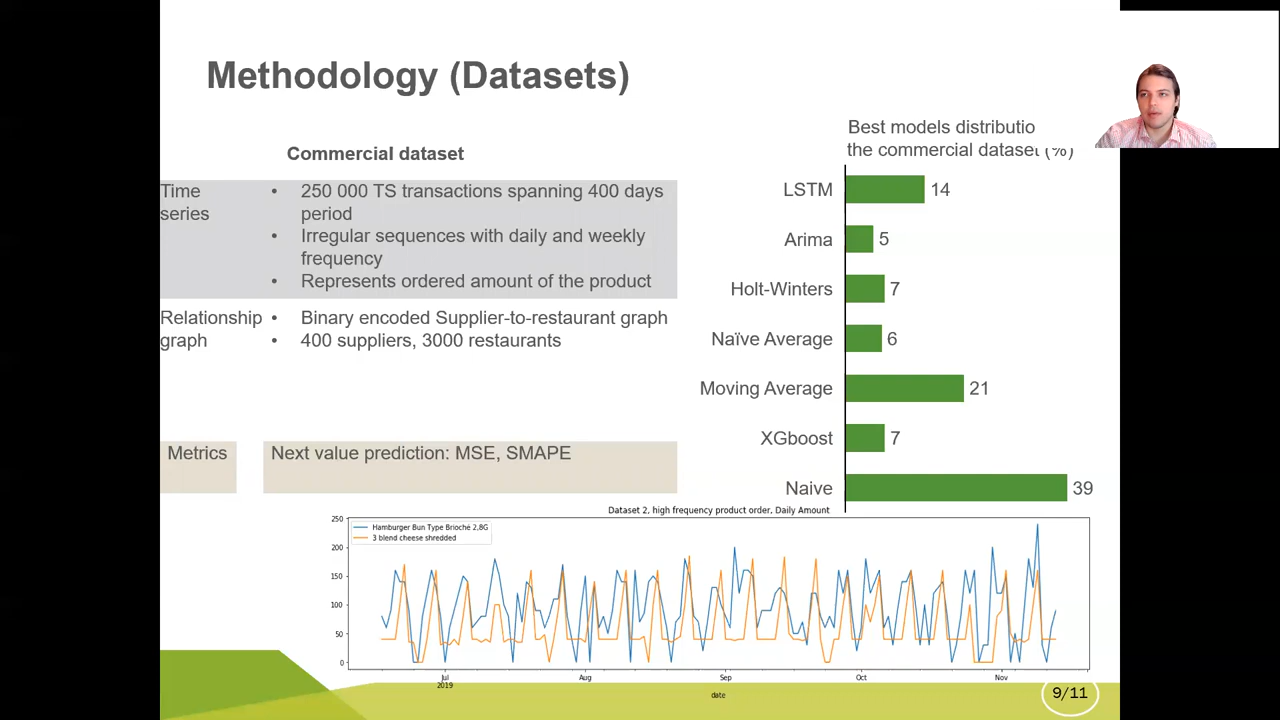 Methodology (Datasets)
Commercial dataset
Time
series
• 250 000 TS transactions spanning 400 days
period
• Irregular sequences with daily and weekly
frequency
• Represents ordered amount of the product
Relationship
graph
• Binary encoded Supplier-to-restaurant graph
• 400 suppliers, 3000 restaurants
Metrics
Next value prediction: MSE, SMAPE
Best models distributio
the commercial dataset (%)
LSTM 14
Arima 5
Holt-Winters 7
Naïve Average 6
Moving Average 21
XGboost 7
Naive 39
Dataset 2, high frequency product order, Daily Amount
Hamburger Bun Type Brioché 2,8G
3 blend cheese shredded
250
200
150
100
50
0
Jul Aug Sep Oct Nov
2019
date
9/11